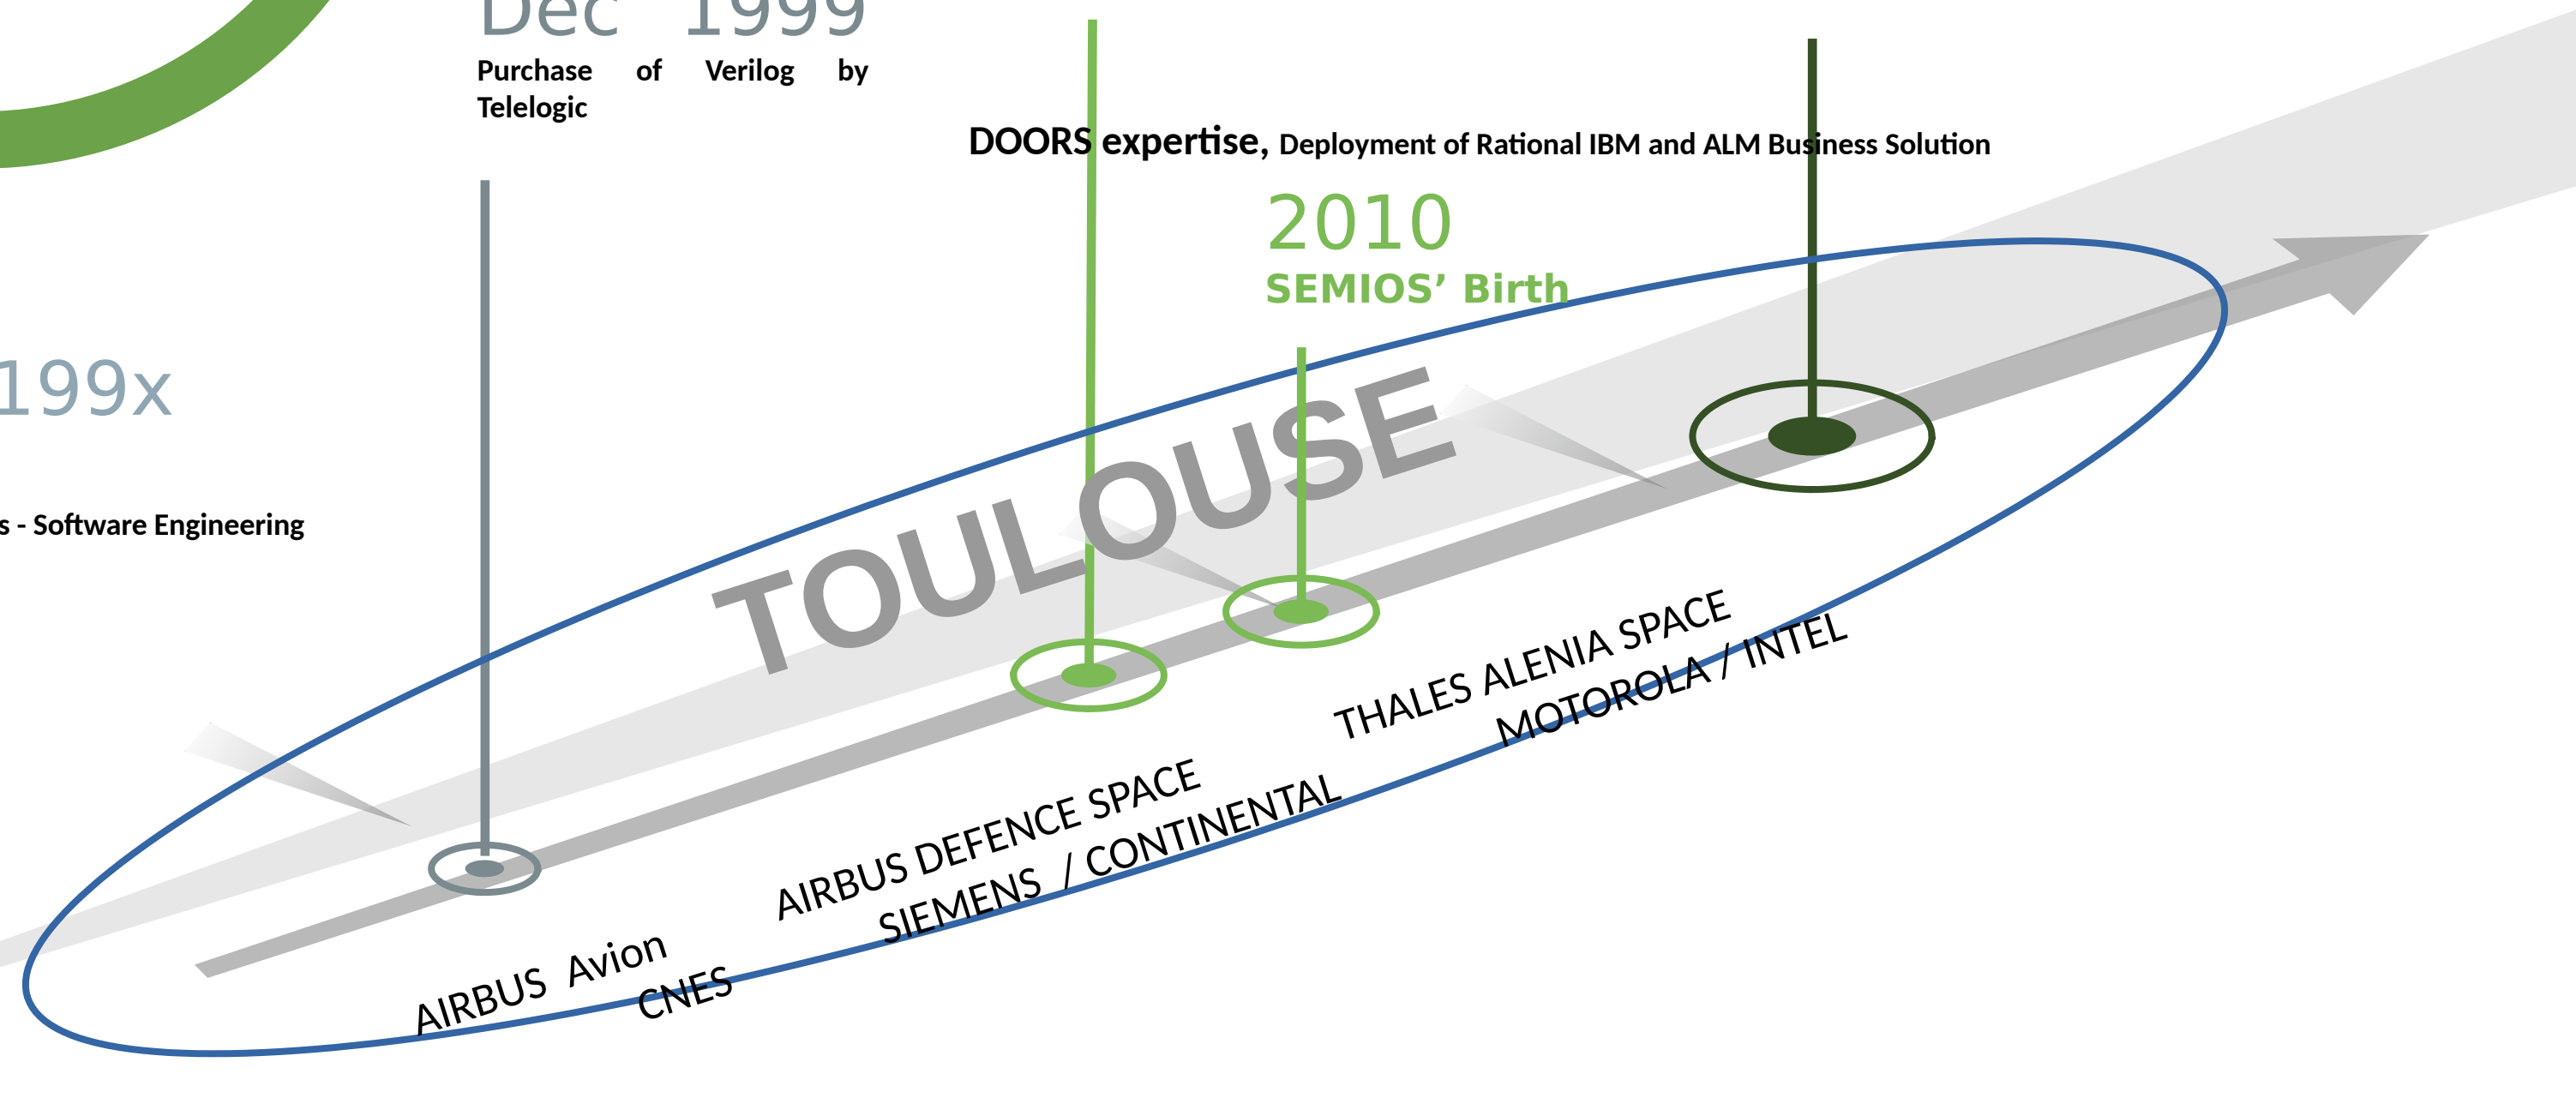 Dec 1999
Purchase of Verilog by
Telelogic
DOORS expertise, Deployment of Rational IBM and ALM Business Solution
2010
SEMIOS’ Birth
199x
s - Software Engineering
TOULOUSE
THALES ALENIA SPACE
MOTOROLA / INTEL
AIRBUS DEFENCE SPACE
SIEMENS / CONTINENTAL
AIRBUS Avion
CNES